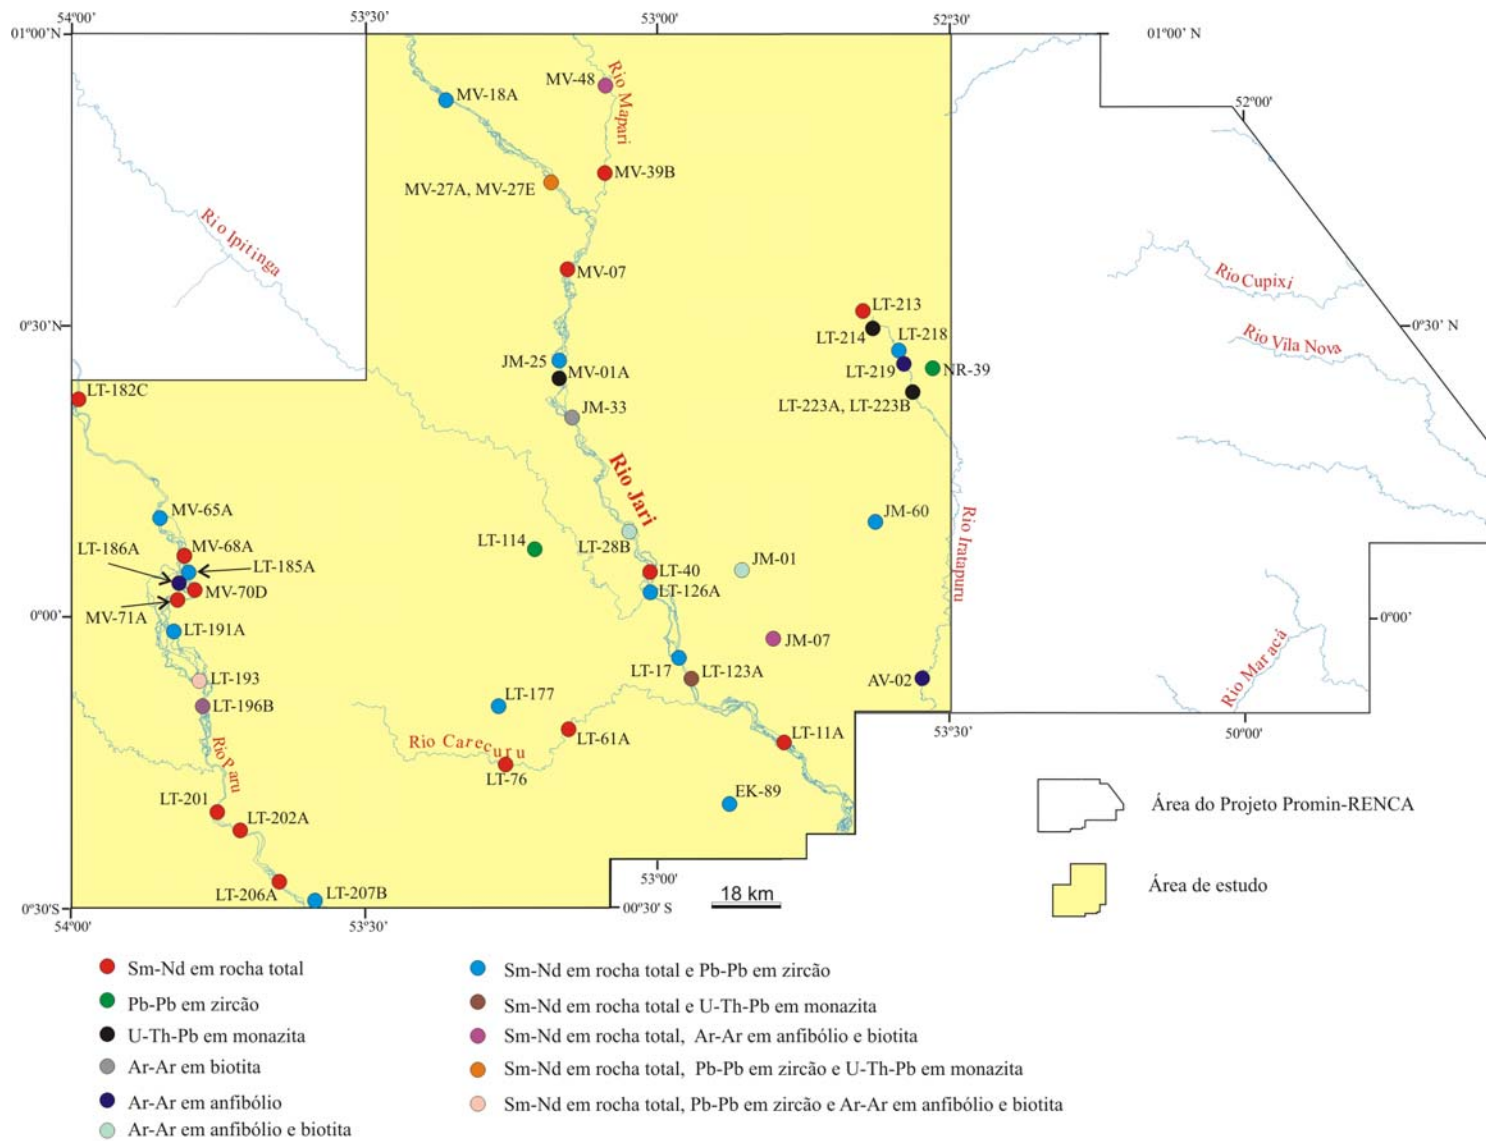 54°00'
53°30'
53°00'
52°30'
01°00' N
01°00' N
52°00'
MV-48
Rio Mapari
MV-18A
MV-39B
MV-27A, MV-27E
Rio Ipitinga
MV-07
Rio Cupixi
LT-213
0°30'N
LT-214
LT-218
0°30' N
Rio Vila Nova
JM-25
MV-01A
LT-219
NR-39
LT-182C
JM-33
LT-223A, LT-223B
Rio Jari
MV-65A
JM-60
Rio Iratapuru
LT-186A
MV-68A
LT-114
LT-28B
JM-01
LT-185A
LT-40
MV-70D
LT-126A
MV-71A
0°00'
0°00'
LT-191A
JM-07
Rio Maracá
LT-193
LT-17
LT-123A
AV-02
LT-177
LT-196B
53°30'
50°00'
Rio Carecuru
LT-61A
LT-11A
Rio Paru
LT-76
EK-89
LT-201
LT-202A
Área do Projeto Promin-RENCA
53°00'
18 km
Área de estudo
LT-206A
LT-207B
0°30'S
00°30' S
54°00'
53°30'
Sm-Nd em rocha total
Pb-Pb em zircão
U-Th-Pb em monazita
Ar-Ar em biotita
Ar-Ar em anfibólio
Ar-Ar em anfibólio e biotita
Sm-Nd em rocha total e Pb-Pb em zircão
Sm-Nd em rocha total e U-Th-Pb em monazita
Sm-Nd em rocha total, Ar-Ar em anfibólio e biotita
Sm-Nd em rocha total, Pb-Pb em zircão e U-Th-Pb em monazita
Sm-Nd em rocha total, Pb-Pb em zircão e Ar-Ar em anfibólio e biotita